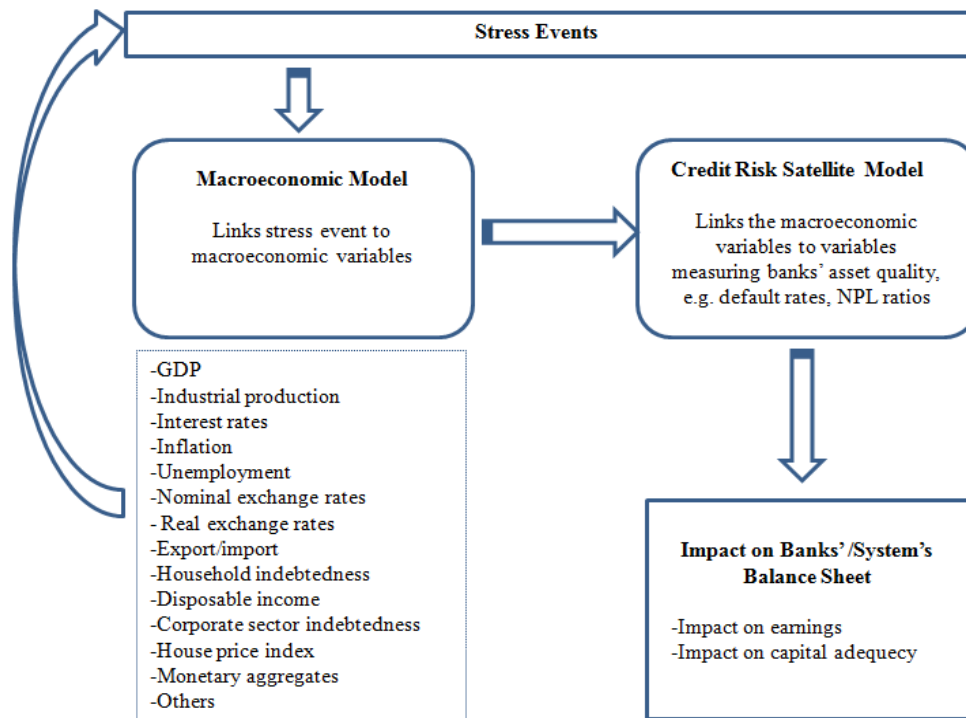 Stress Events
Macroeconomic Model
Links stress event to
macroeconomic variables
Credit Risk Satellite Model
Links the macroeconomic
variables to variables
measuring banks' asset quality,
e.g. default rates, NPL ratios
-GDP
-Industrial production
-Interest rates
-Inflation
-Unemployment
-Nominal exchange rates
- Real exchange rates
-Export/import
-Household indebtedness
-Disposable income
-Corporate sector indebtedness
-House price index
-Monetary aggregates
-Others
Impact on Banks'/System's
Balance Sheet
-Impact on earnings
-Impact on capital adequecy